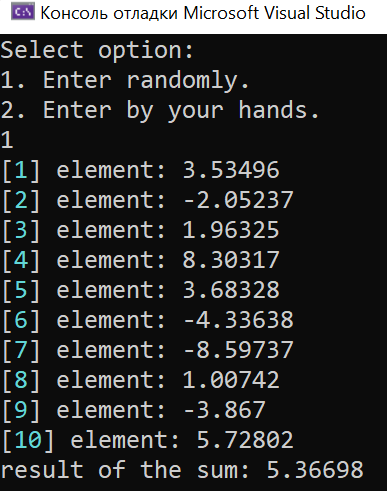 Консоль отладки Microsoft Visual Studio
Select option:
1. Enter randomly.
2. Enter by your hands.
1
[1] element: 3.53496
[2] element: -2.05237
[3] element: 1.96325
[4] element: 8.30317
[5] element: 3.68328
[6] element: -4.33638
[7] element: -8.59737
[8] element: 1.00742
[9] element: -3.867
[10] element: 5.72802
result of the sum: 5.36698